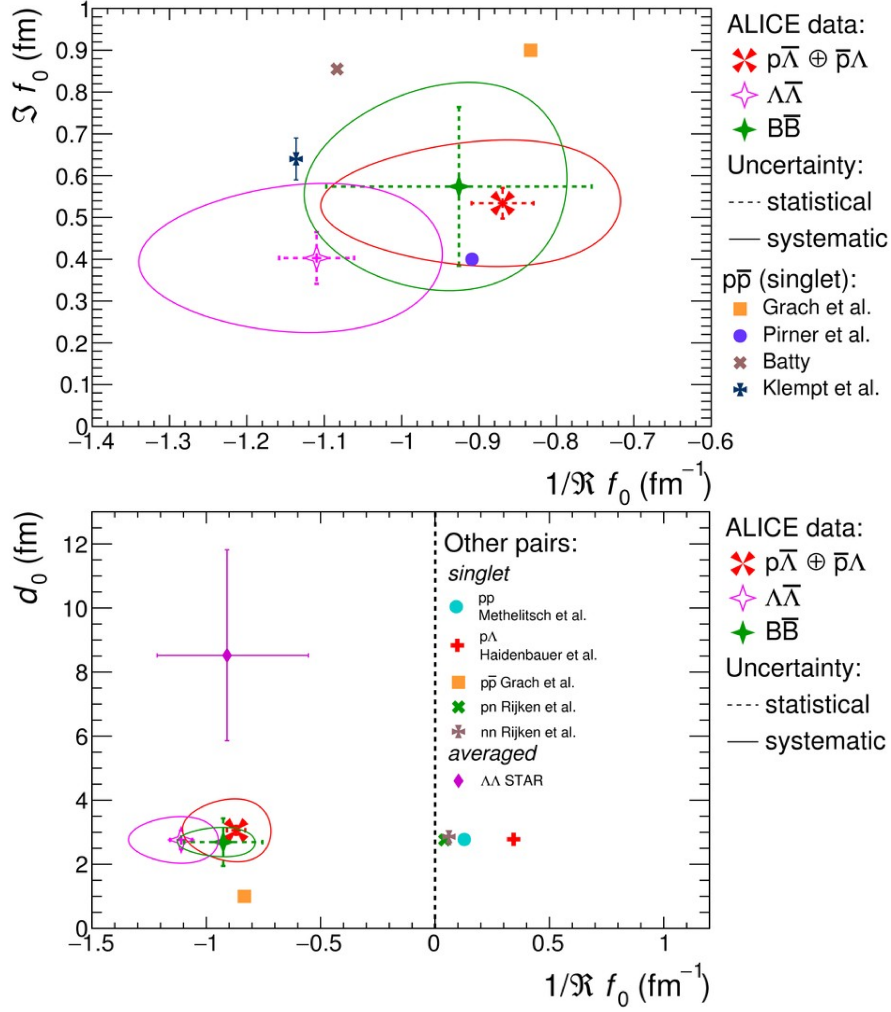 ℑ f₀ (fm)
1
0.9
0.8
0.7
0.6
0.5
0.4
0.3
0.2
0.1
0
−1.4 −1.3 −1.2 −1.1 −1 −0.9 −0.8 −0.7 −0.6
1/ℜ f₀ (fm⁻¹)
ALICE data:
pΛ̅ ⊕ p̅Λ
ΛΛ̅
BB̅
Uncertainty:
statistical
systematic
pp̅ (singlet):
Grach et al.
Pirner et al.
Batty
Klempt et al.
d₀ (fm)
12
10
8
6
4
2
0
−1.5 −1 −0.5 0 0.5 1
1/ℜ f₀ (fm⁻¹)
Other pairs:
singlet
pp
Methelitsch et al.
pΛ
Haidenbauer et al.
pp̅ Grach et al.
pn Rijken et al.
nn Rijken et al.
averaged
ΛΛ STAR
ALICE data:
pΛ̅ ⊕ p̅Λ
ΛΛ̅
BB̅
Uncertainty:
statistical
systematic